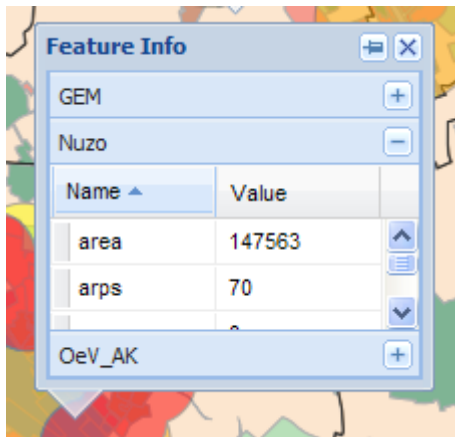 Feature Info
GEM
Nuzo
Name Value
area 147563
arps 70
OeV_AK